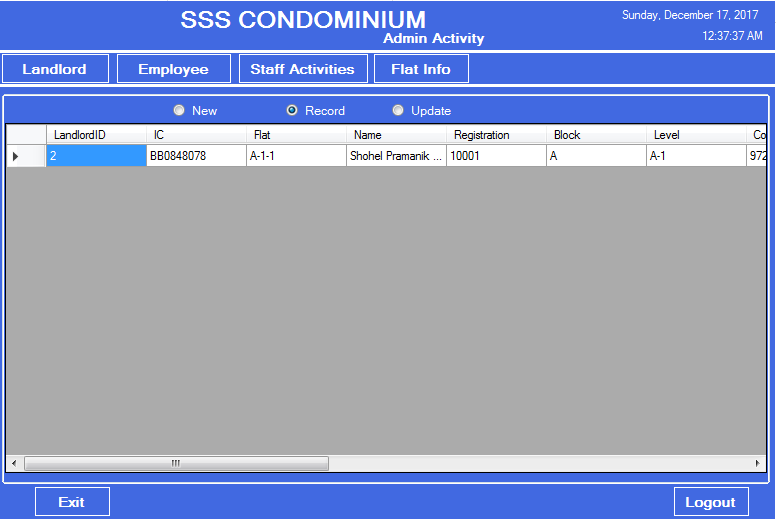 SSS CONDOMINIUM
Sunday, December 17, 2017
Admin Activity
12:37:37 AM
Landlord Employee Staff Activities Flat Info
New Record Update
LandlordID IC Flat Name Registration Block Level Co
2 BB0848078 A-1-1 Shohel Pramanik ... 10001 A A-1 972
Exit Logout